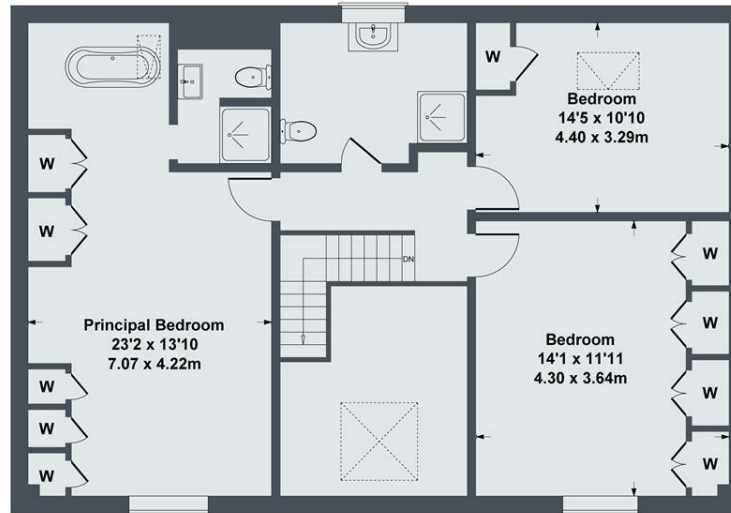 W
Bedroom
14'5 x 10'10
4.40 x 3.29m
W
W
DN
W
Principal Bedroom
23'2 x 13'10
7.07 x 4.22m
Bedroom
14'1 x 11'11
4.30 x 3.64m
W
W
W
W
W
W